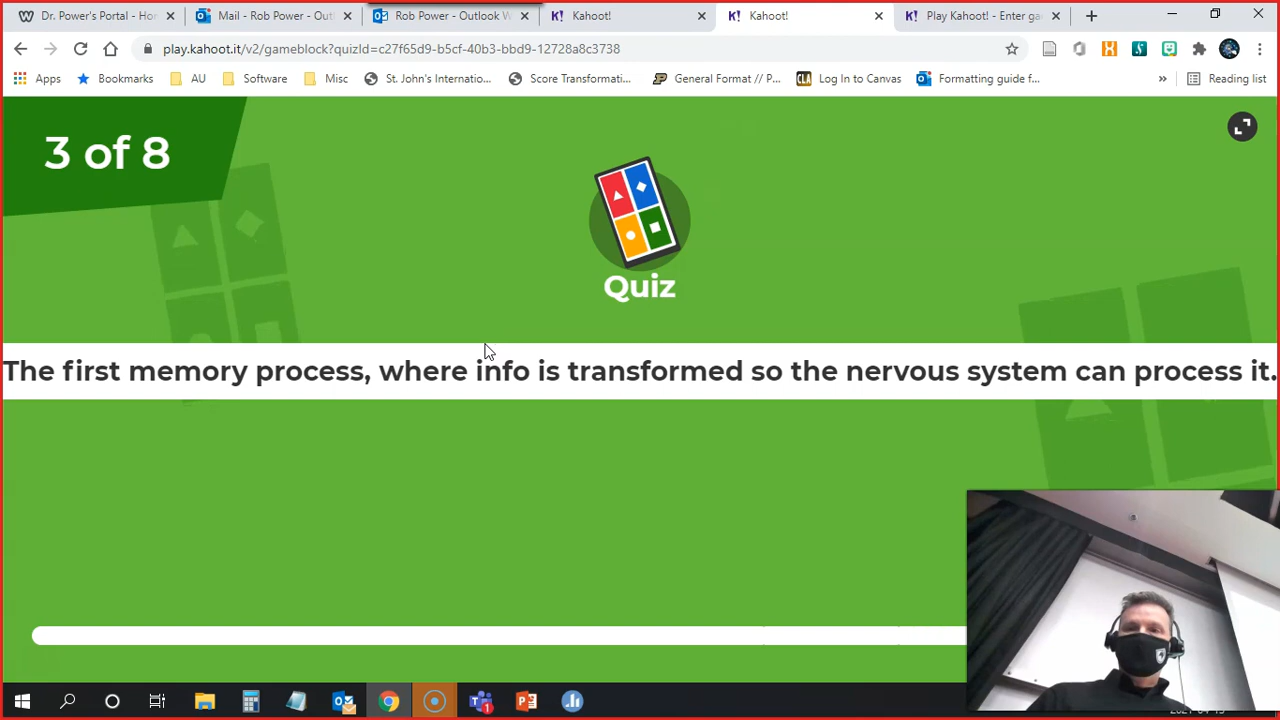 Dr. Power's Portal - Hor
Mail - Rob Power - Outl
Rob Power - Outlook W
Kahoot!
Kahoot!
Play Kahoot! - Enter ga
play.kahoot.it/v2/gameblock?quizId=c27f65d9-b5cf-40b3-bbd9-12728a8c3738
Apps
Bookmarks
AU
Software
Misc
St. John's Internatio...
Score Transformati...
General Format // P...
CLA
Log In to Canvas
Formatting guide f...
»
Reading list
3 of 8
Quiz
The first memory process, where info is transformed so the nervous system can process it.